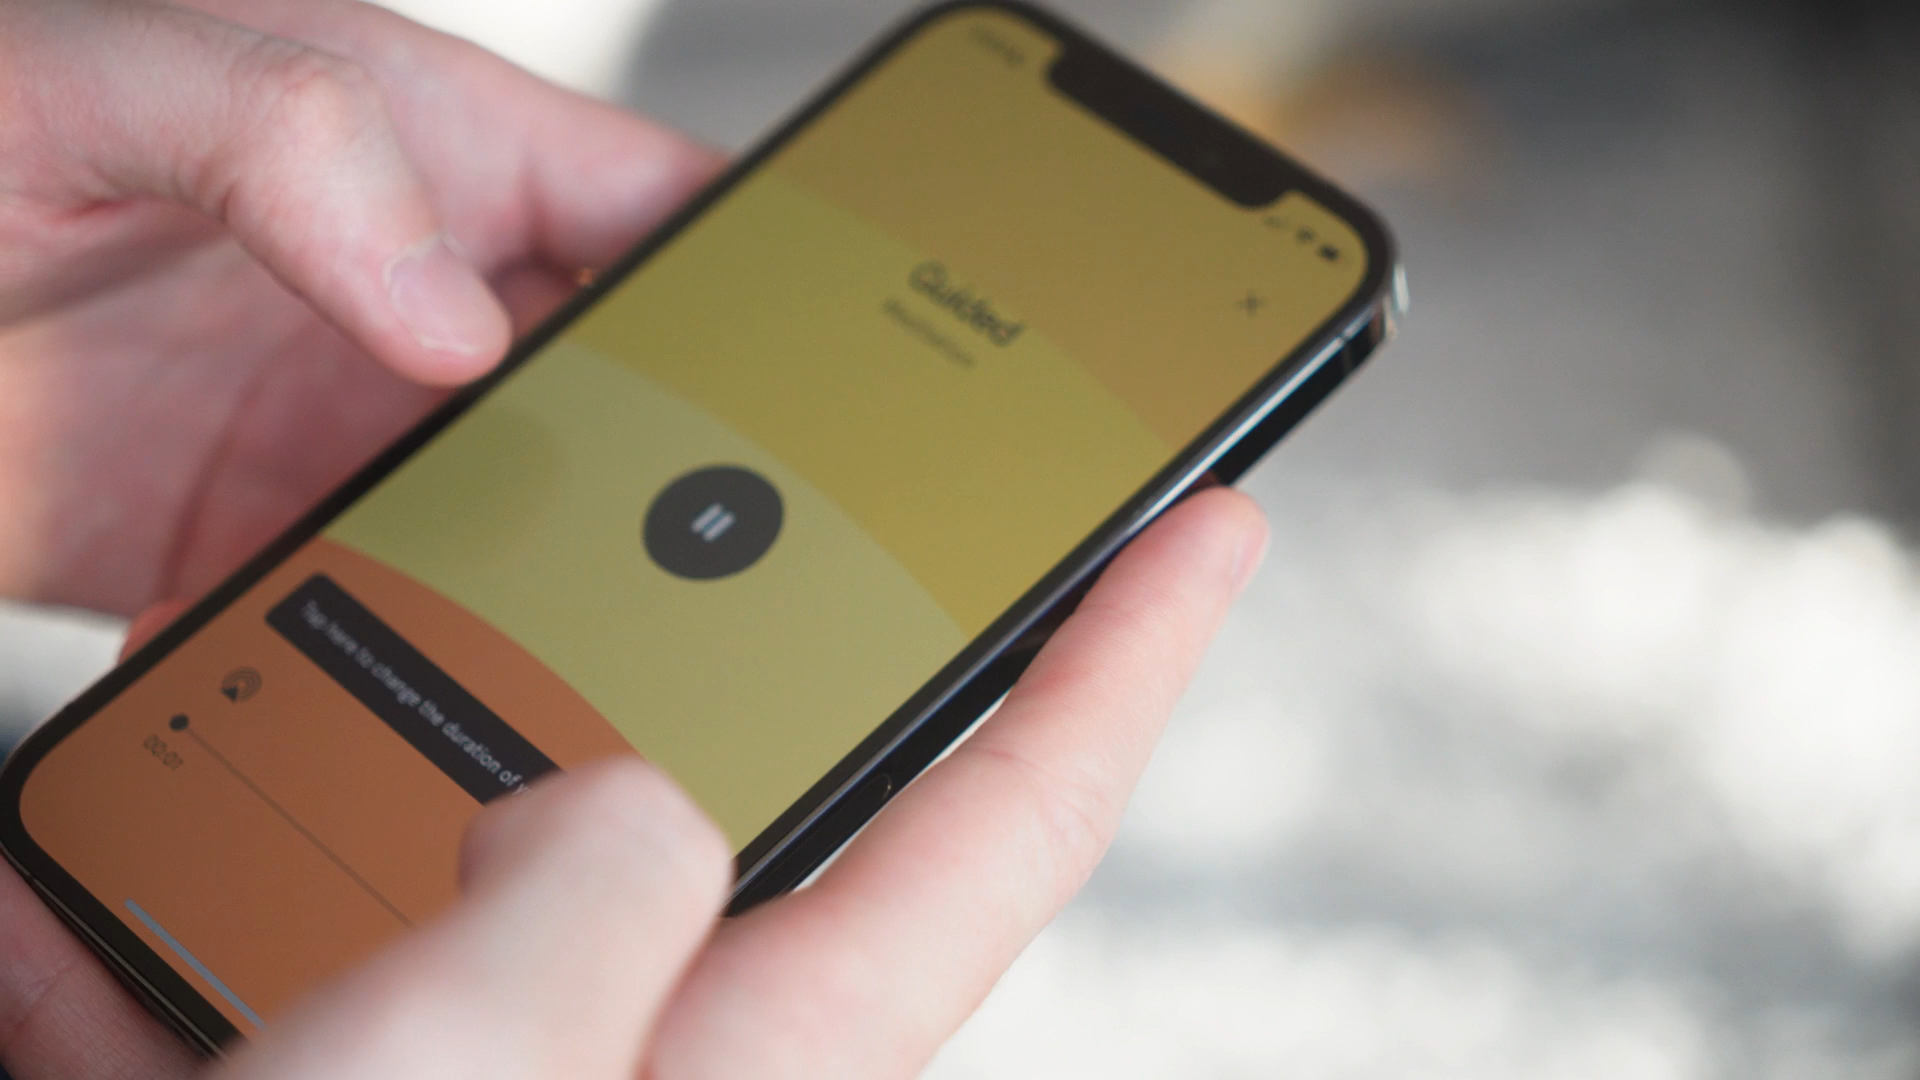 Guided
Meditation
Tap here to change the duration of y
00:01